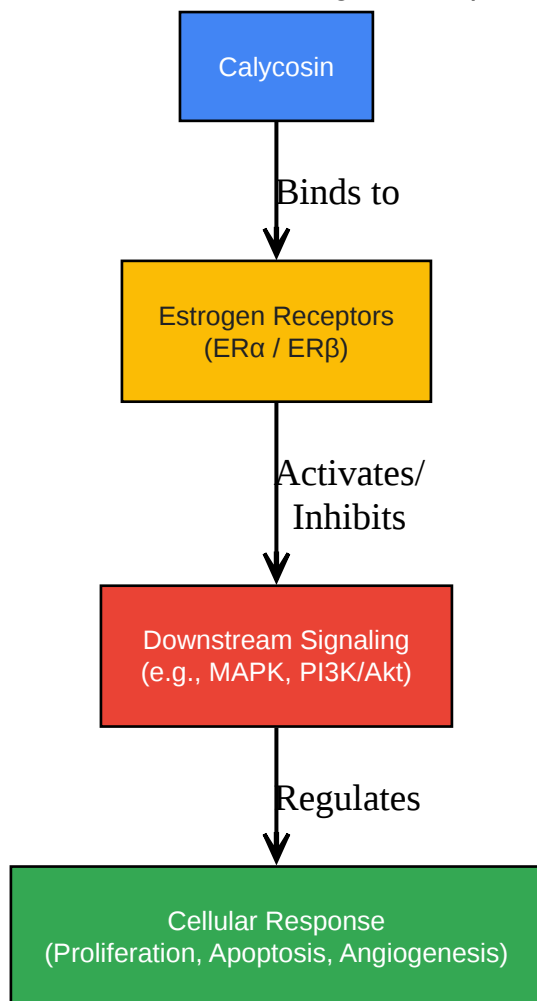 Calycosin
Binds to
Estrogen Receptors
(ERα / ERβ)
Activates/
Inhibits
Downstream Signaling
(e.g., MAPK, PI3K/Akt)
Regulates
Cellular Response
(Proliferation, Apoptosis, Angiogenesis)